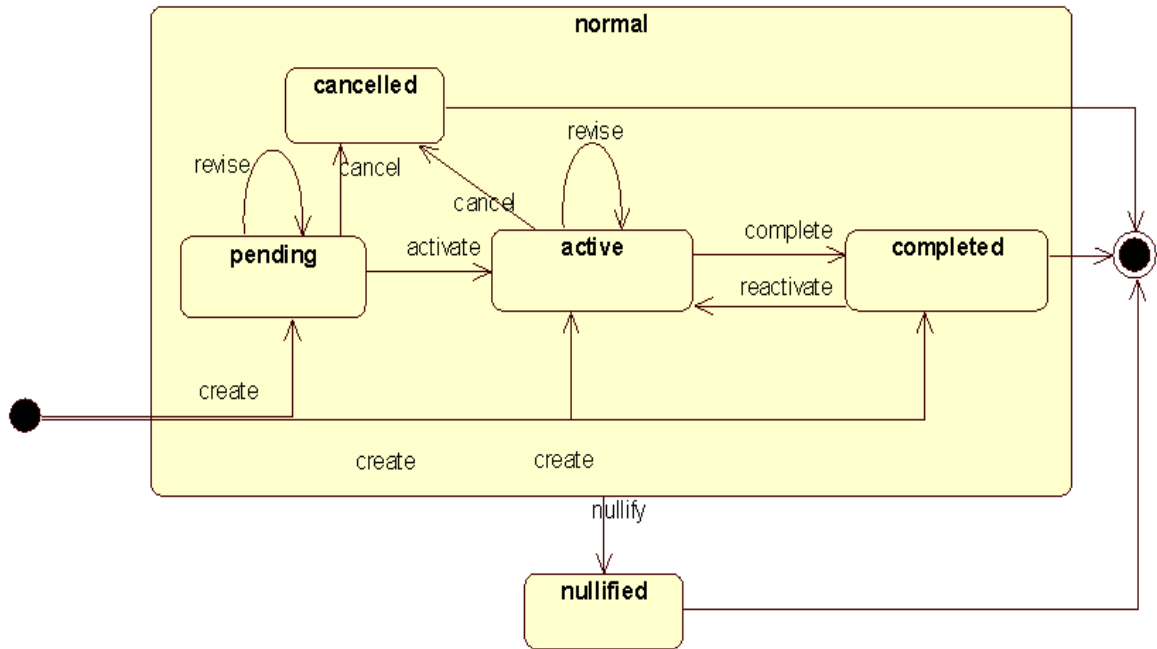 normal
cancelled
revise
revise
cancel
cancel
complete
pending
activate
active
completed
reactivate
create
create
create
nullify
nullified